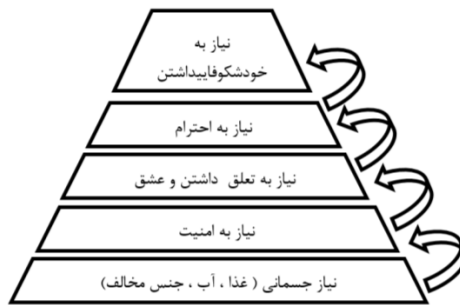 نیاز به
خودشکوفاییداشتن
نیاز به احترام
نیاز به تعلق داشتن و عشق
نیاز به امنیت
نیاز جسمانی ( غذا ، آب ، جنس مخالف)